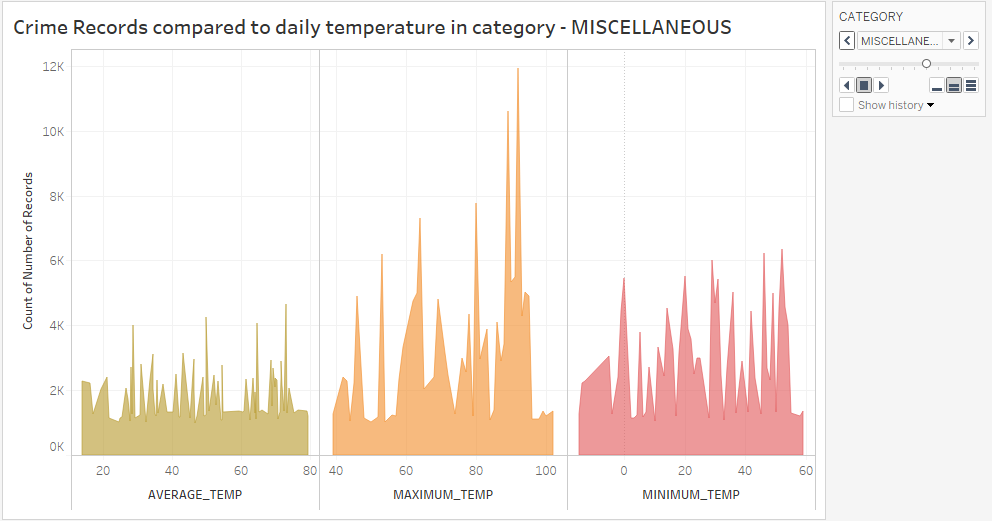 Crime Records compared to daily temperature in category - MISCELLANEOUS
Count of Number of Records
12K
10K
8K
6K
4K
2K
0K
20 40 60 80
40 60 80 100
0 20 40 60
AVERAGE_TEMP
MAXIMUM_TEMP
MINIMUM_TEMP
CATEGORY
MISCELLANE...
Show history